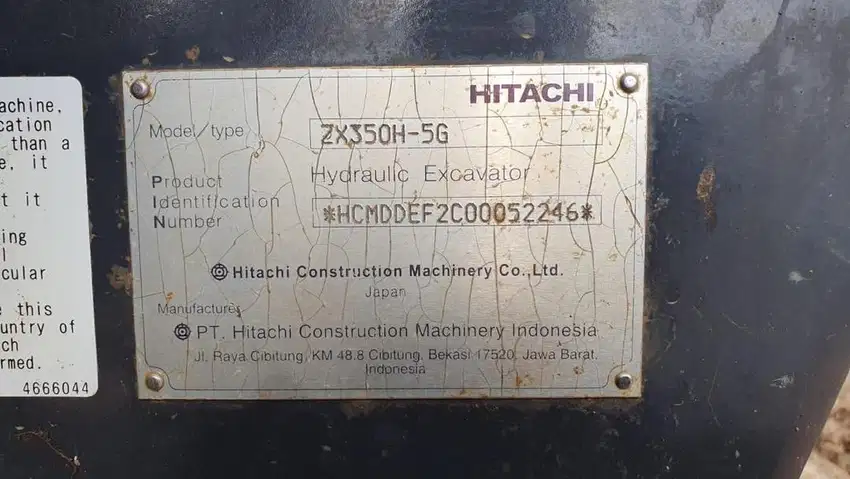 achine,
cation
than a
e, it
t it
ing
l
cular
e this
untry of
ch
rmed.
4666044
HITACHI
Model/type ZX350H-5G
Hydraulic Excavator
Product
Identification
Number
*HCMDDEF2C00052246*
Hitachi Construction Machinery Co.,Ltd.
Japan
Manufacturer
PT. Hitachi Construction Machinery Indonesia
Jl. Raya Cibitung, KM 48.8 Cibitung, Bekasi 17520, Jawa Barat.
Indonesia